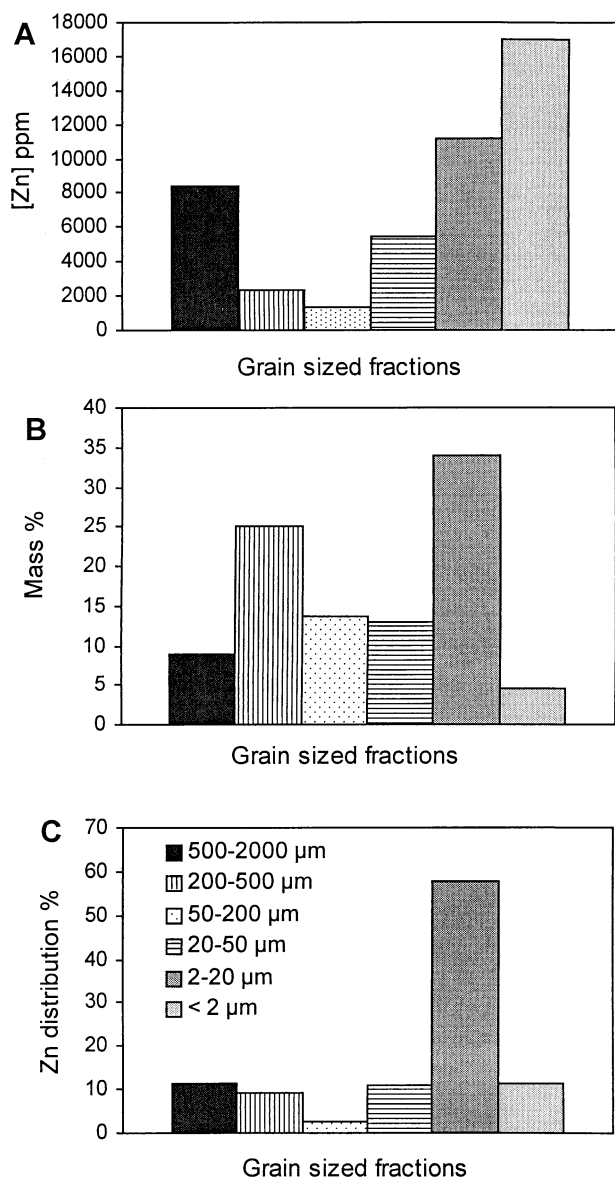 A
[Zn] ppm
18000
16000
14000
12000
10000
8000
6000
4000
2000
0
Grain sized fractions
B
Mass %
40
35
30
25
20
15
10
5
0
Grain sized fractions
C
Zn distribution %
70
60
50
40
30
20
10
0
500-2000 µm
200-500 µm
50-200 µm
20-50 µm
2-20 µm
< 2 µm
Grain sized fractions